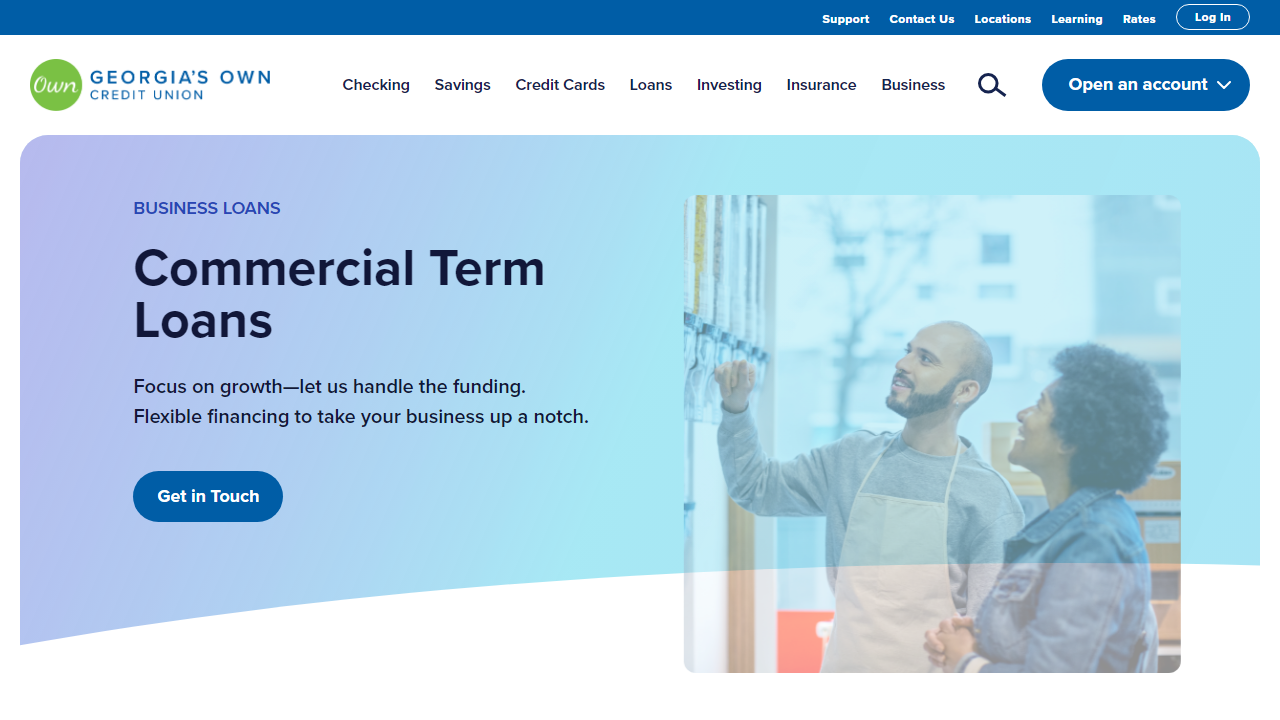 Support Contact Us Locations Learning Rates Log In
Own GEORGIA'S OWN
CREDIT UNION
Checking Savings Credit Cards Loans Investing Insurance Business Open an account
BUSINESS LOANS
Commercial Term
Loans
Focus on growth—let us handle the funding.
Flexible financing to take your business up a notch.
Get in Touch